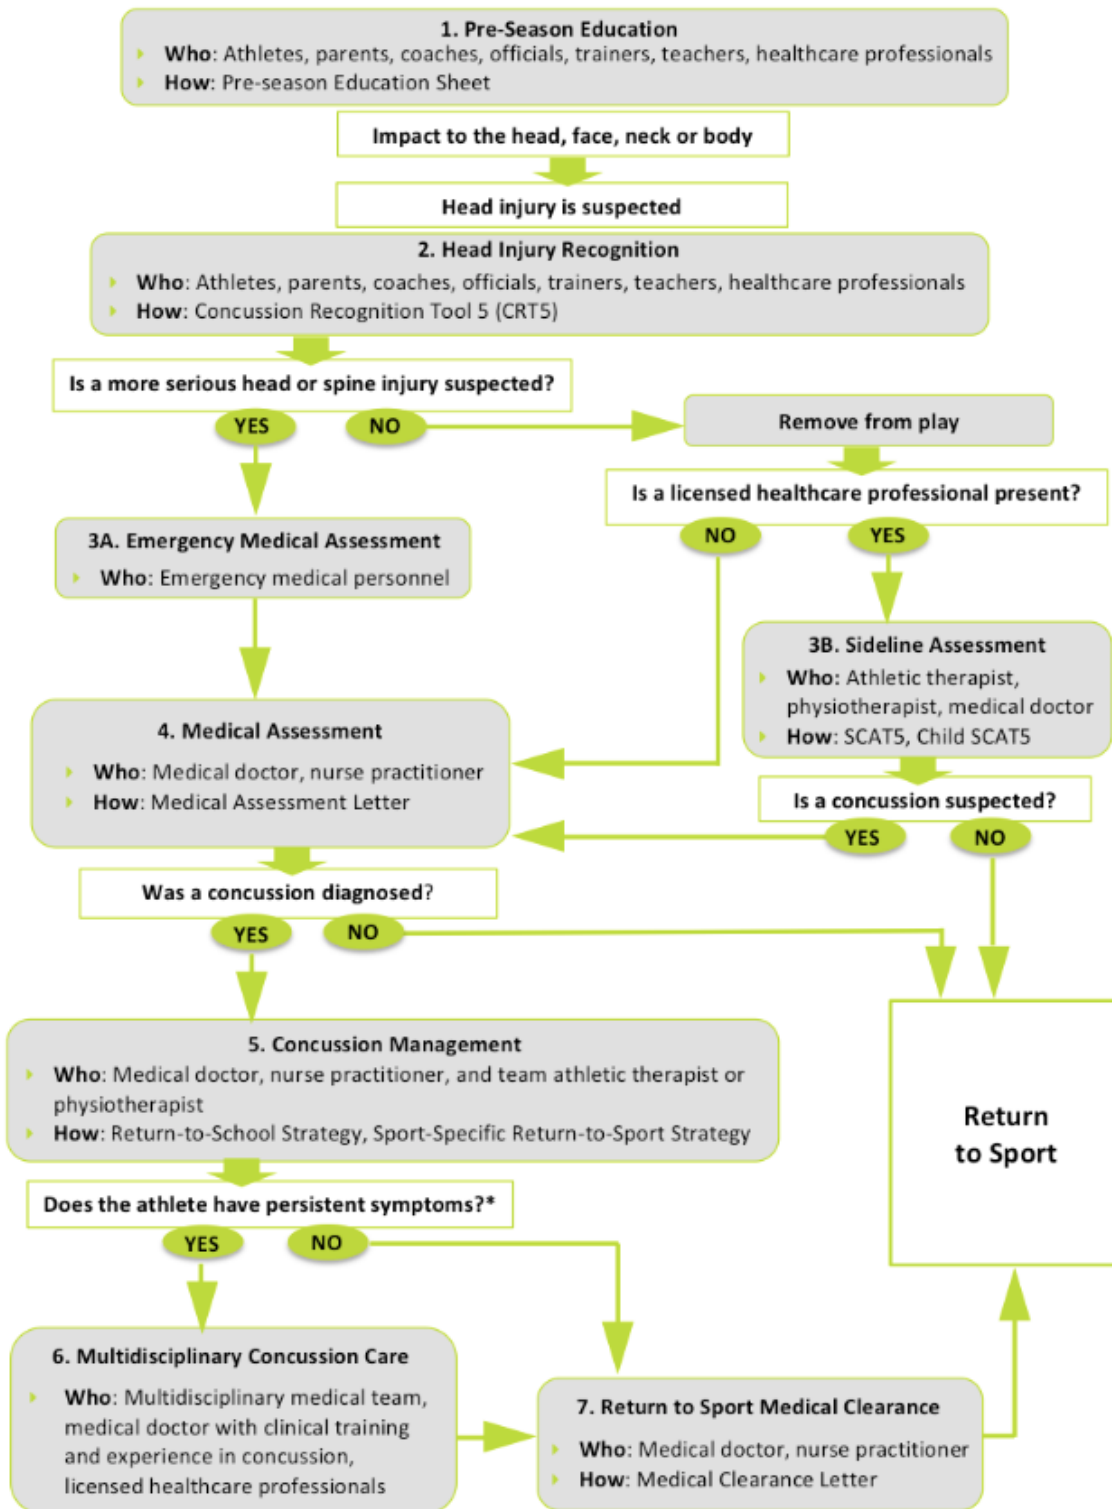 1. Pre-Season Education
Who: Athletes, parents, coaches, officials, trainers, teachers, healthcare professionals
How: Pre-season Education Sheet
Impact to the head, face, neck or body
Head injury is suspected
2. Head Injury Recognition
Who: Athletes, parents, coaches, officials, trainers, teachers, healthcare professionals
How: Concussion Recognition Tool 5 (CRT5)
Is a more serious head or spine injury suspected?
YES
NO
Remove from play
Is a licensed healthcare professional present?
NO
YES
3A. Emergency Medical Assessment
Who: Emergency medical personnel
3B. Sideline Assessment
Who: Athletic therapist,
physiotherapist, medical doctor
How: SCAT5, Child SCAT5
4. Medical Assessment
Who: Medical doctor, nurse practitioner
How: Medical Assessment Letter
Is a concussion suspected?
YES
NO
Was a concussion diagnosed?
YES
NO
5. Concussion Management
Who: Medical doctor, nurse practitioner, and team athletic therapist or
physiotherapist
How: Return-to-School Strategy, Sport-Specific Return-to-Sport Strategy
Return
to Sport
Does the athlete have persistent symptoms?*
YES
NO
6. Multidisciplinary Concussion Care
Who: Multidisciplinary medical team,
medical doctor with clinical training
and experience in concussion,
licensed healthcare professionals
7. Return to Sport Medical Clearance
Who: Medical doctor, nurse practitioner
How: Medical Clearance Letter